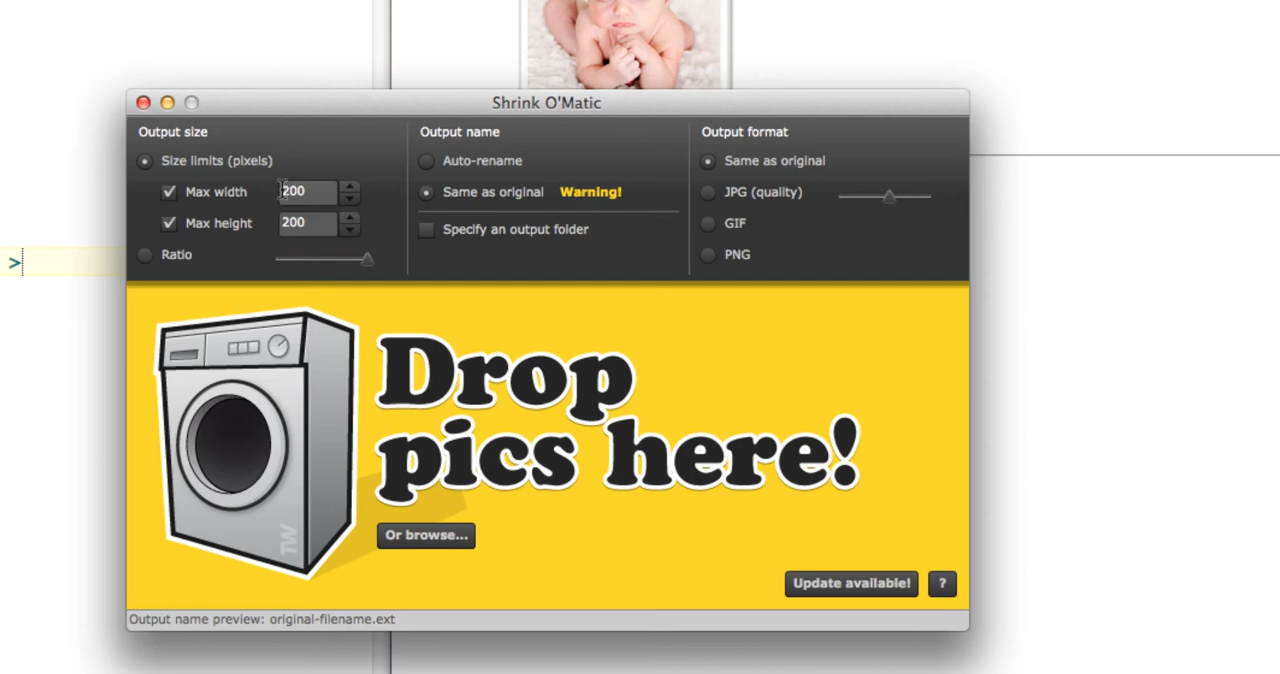 Shrink O'Matic
Output size
Size limits (pixels)
Max width 200
Max height 200
Ratio
Output name
Auto-rename
Same as original Warning!
Specify an output folder
Output format
Same as original
JPG (quality)
GIF
PNG
>
Drop
pics here!
TW
Or browse...
Update available! ?
Output name preview: original-filename.ext